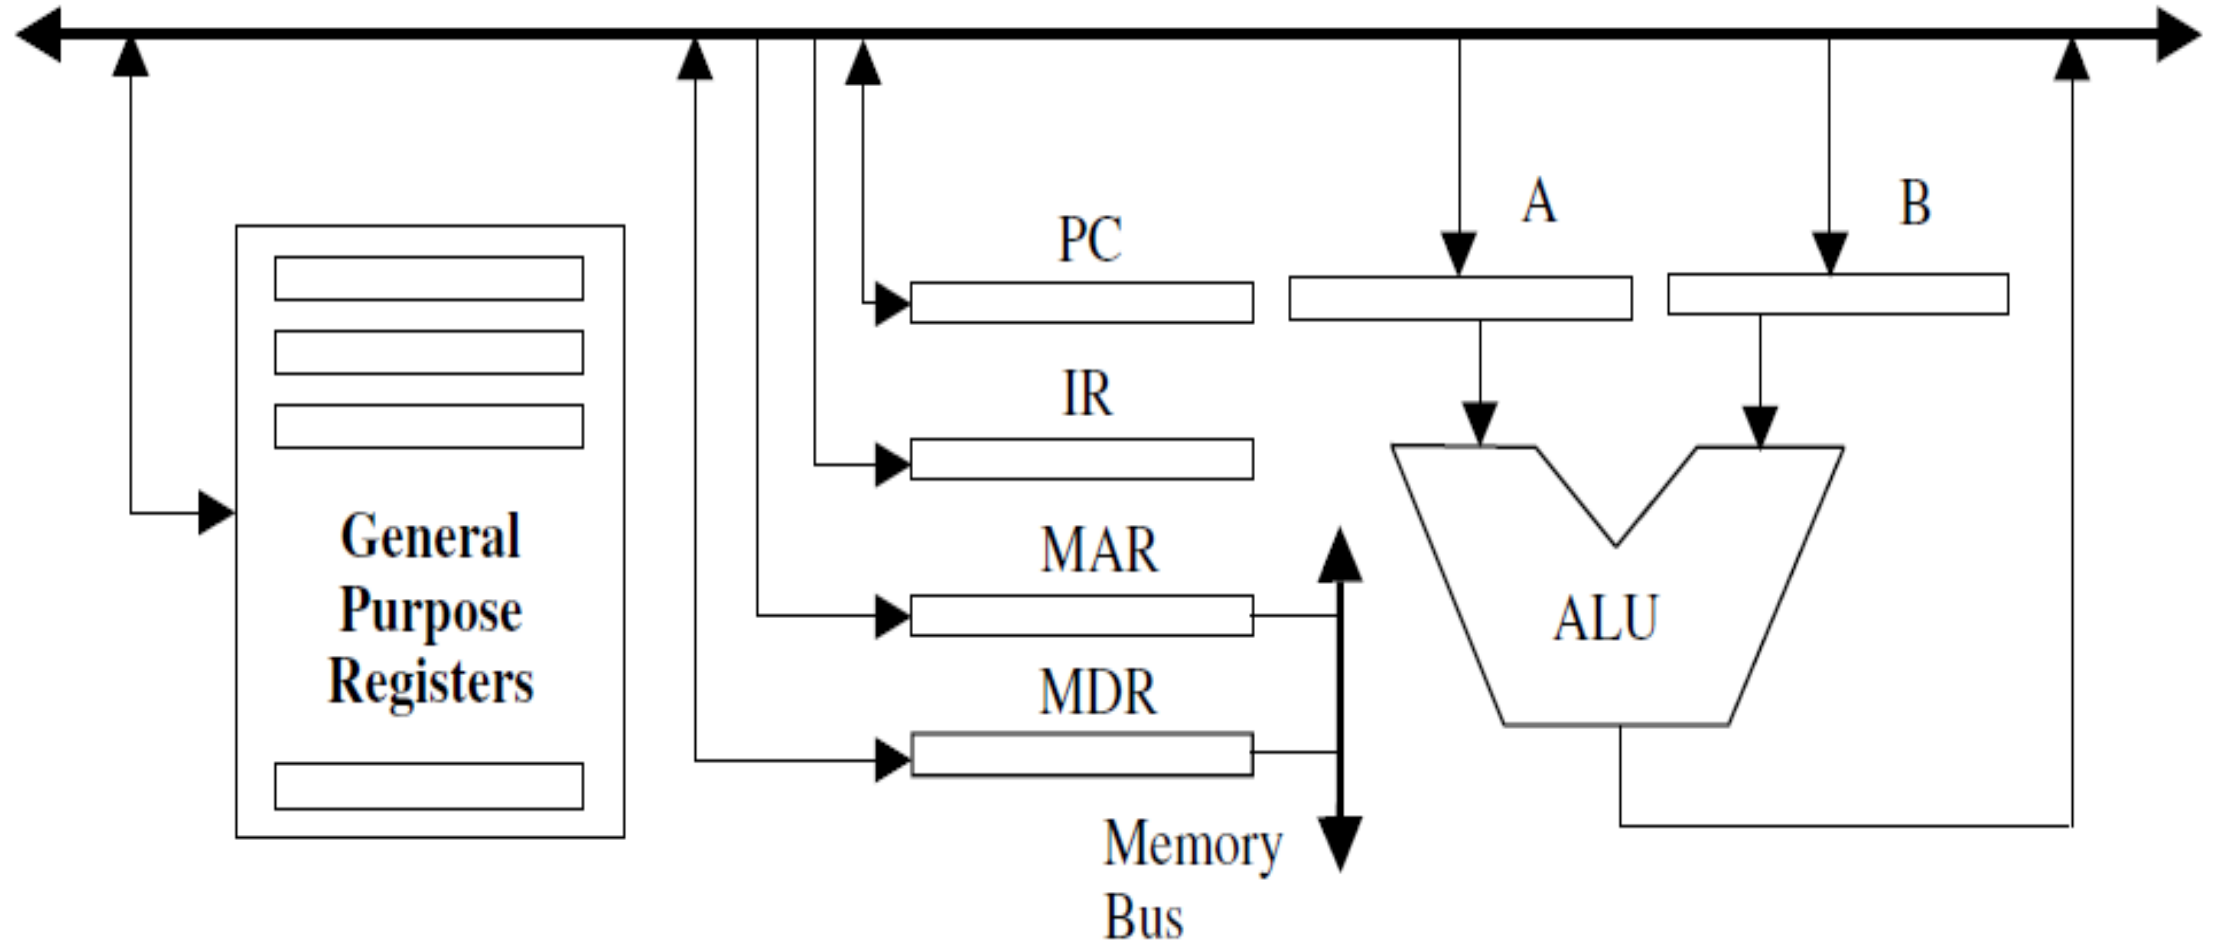 A
B
PC
IR
General
Purpose
Registers
MAR
MDR
ALU
Memory
Bus